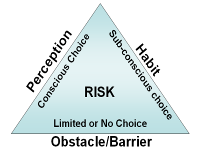 Perception
Conscious Choice
Habit
Sub-conscious choice
RISK
Limited or No Choice
Obstacle/Barrier